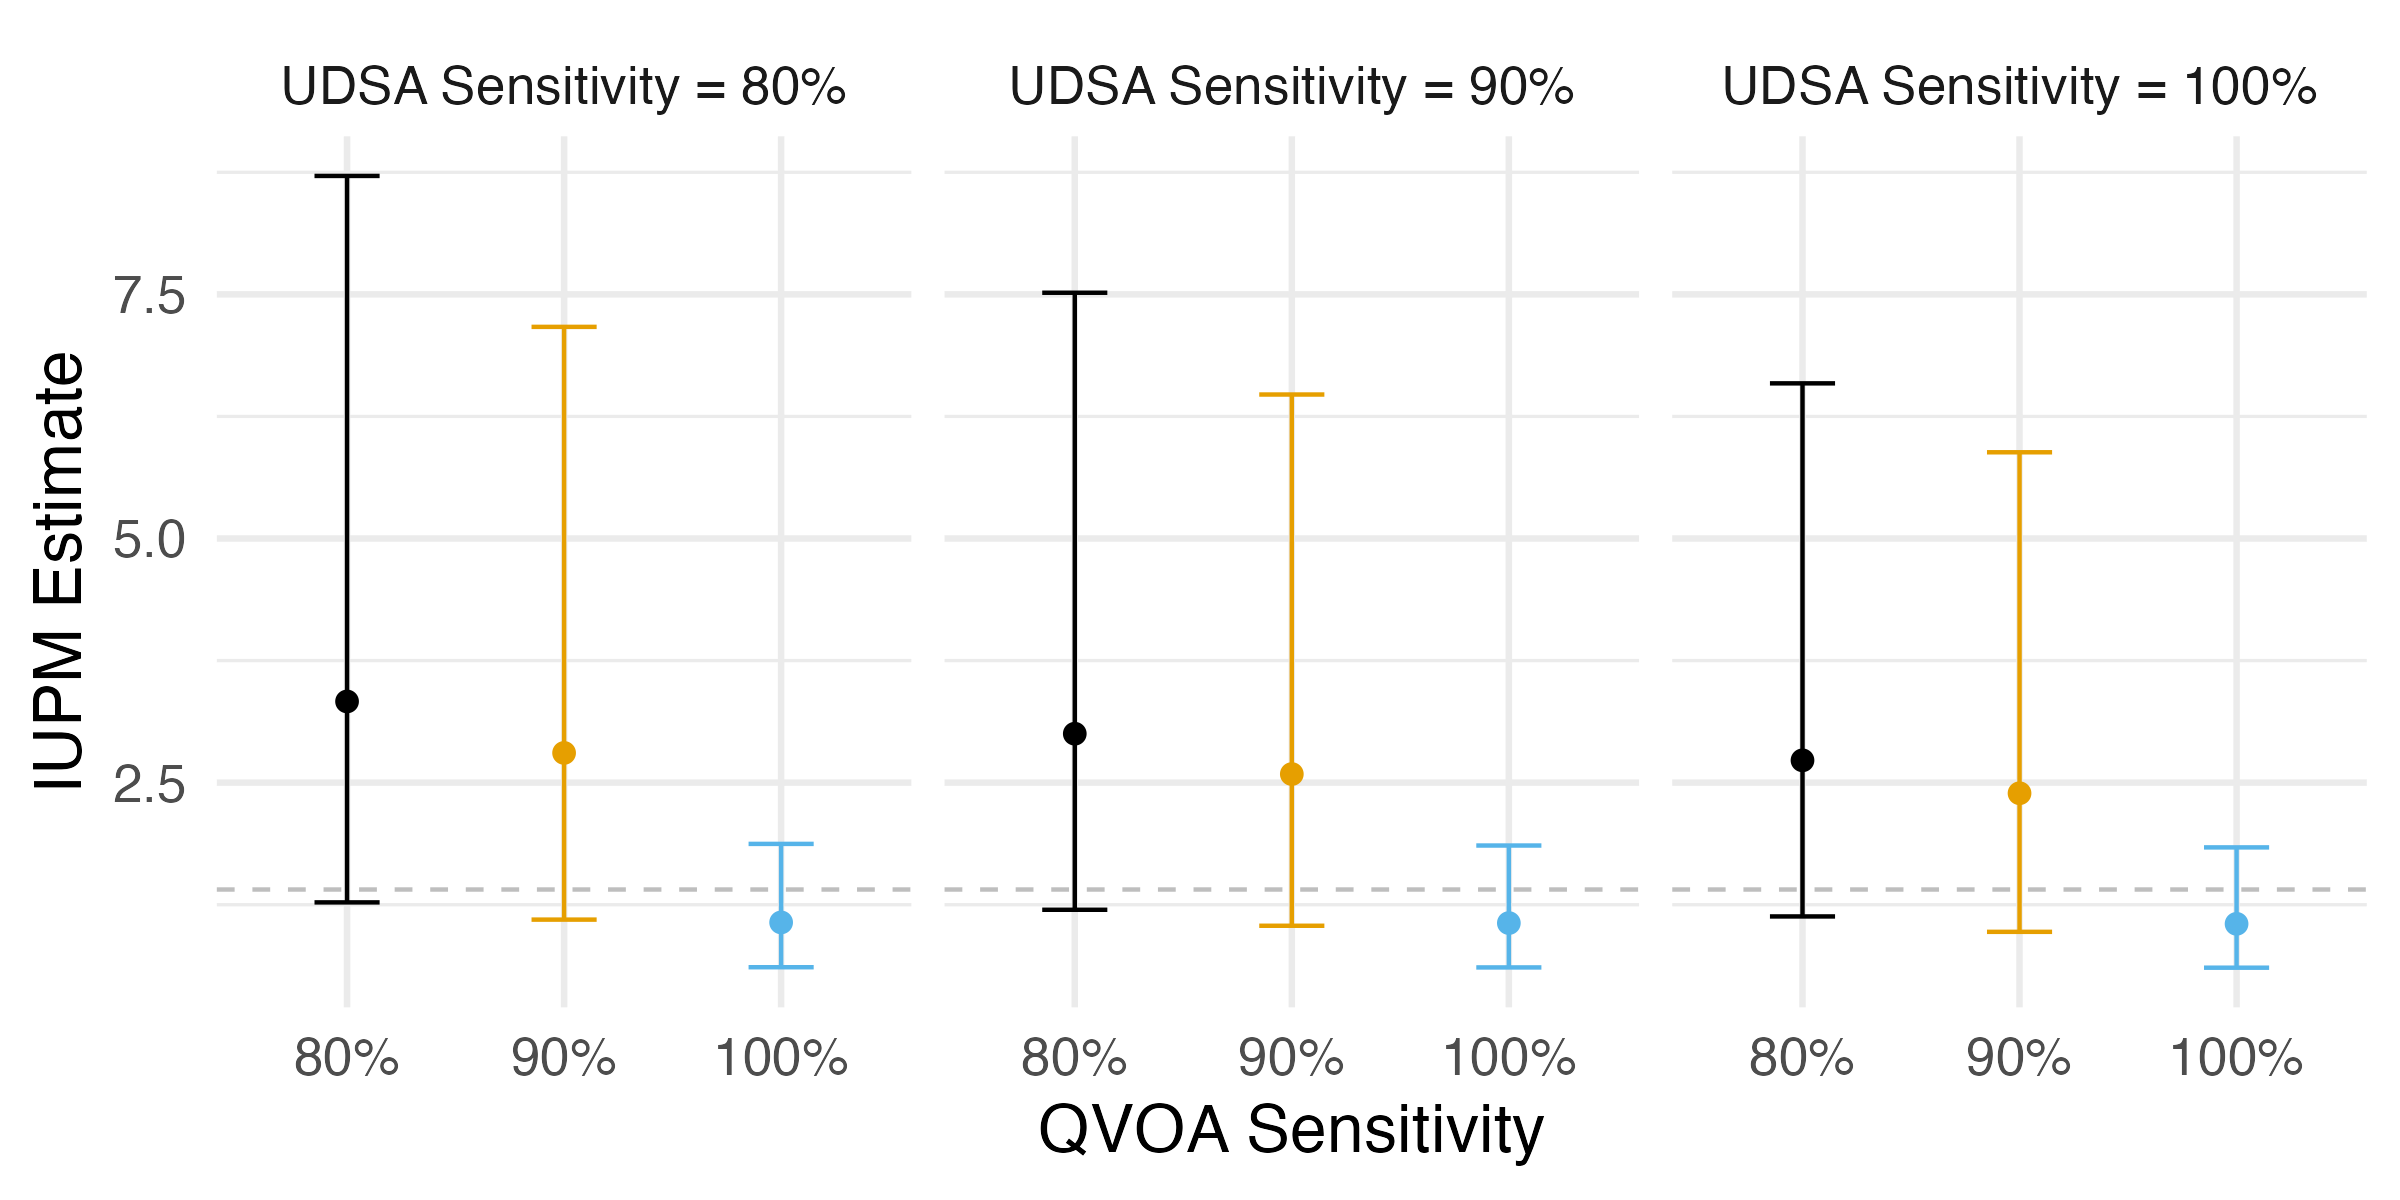 UDSA Sensitivity = 80% UDSA Sensitivity = 90% UDSA Sensitivity = 100%
IUPM Estimate
7.5
5.0
2.5
80% 90% 100% 80% 90% 100% 80% 90% 100%
QVOA Sensitivity